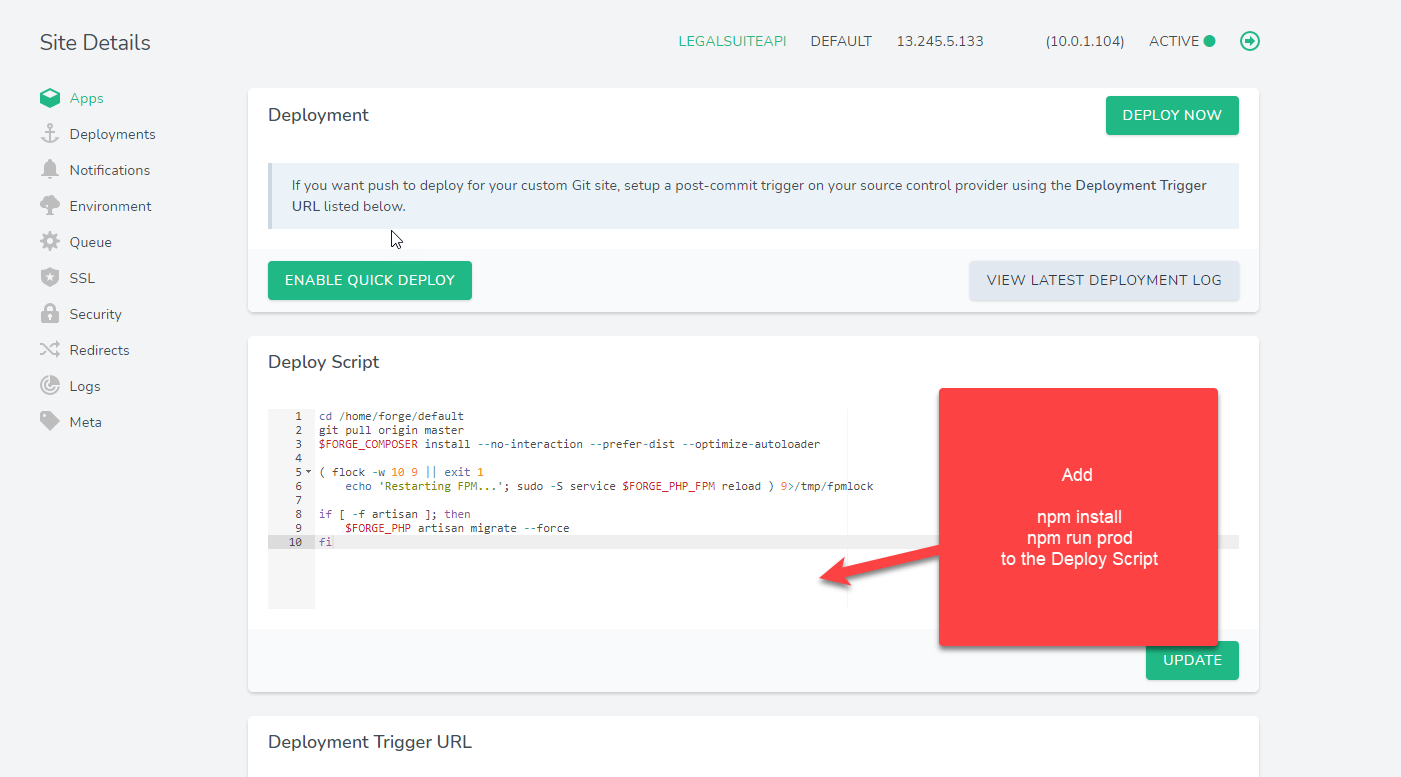 Site Details
LEGALSUITEAPI DEFAULT 13.245.5.133 (10.0.1.104) ACTIVE
Apps
Deployments
Notifications
Environment
Queue
SSL
Security
Redirects
Logs
Meta
Deployment
DEPLOY NOW
If you want push to deploy for your custom Git site, setup a post-commit trigger on your source control provider using the Deployment Trigger
URL listed below.
ENABLE QUICK DEPLOY
VIEW LATEST DEPLOYMENT LOG
Deploy Script
1 cd /home/forge/default
2 git pull origin master
3 $FORGE_COMPOSER install --no-interaction --prefer-dist --optimize-autoloader
4
5 ( flock -w 10 9 || exit 1
6 echo 'Restarting FPM...'; sudo -S service $FORGE_PHP_FPM reload ) 9>/tmp/fpmlock
7
8 if [ -f artisan ]; then
9 $FORGE_PHP artisan migrate --force
10 fi
Add
npm install
npm run prod
to the Deploy Script
UPDATE
Deployment Trigger URL